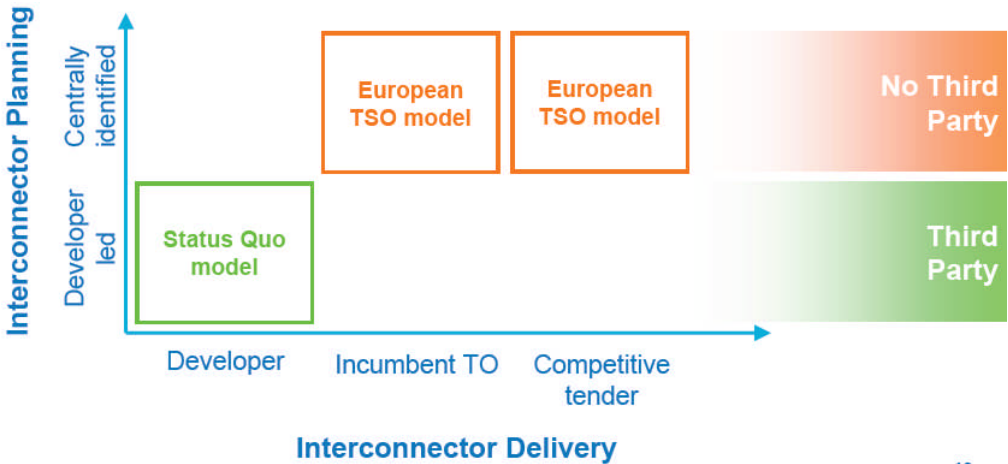 Interconnector Planning
Centrally
identified
Developer
led
European
TSO model
European
TSO model
No Third
Party
Status Quo
model
Third
Party
Developer
Incumbent TO
Competitive
tender
Interconnector Delivery